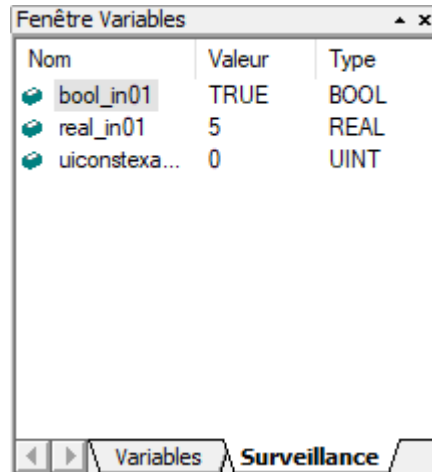 Fenêtre Variables
Nom Valeur Type
bool_in01 TRUE BOOL
real_in01 5 REAL
uiconstexa... 0 UINT
Variables Surveillance